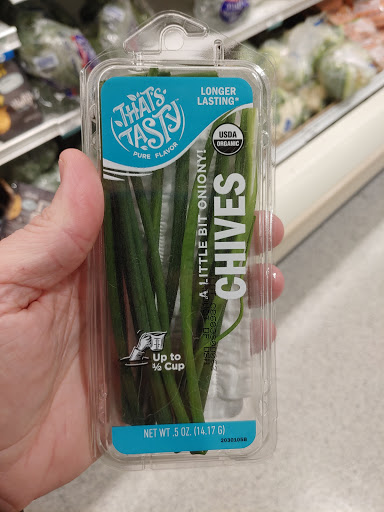 THAT'S
TASTY
PURE FLAVOR
LONGER
LASTING*
USDA
ORGANIC
A LITTLE BIT ONIONY!
CHIVES
Up to
½ Cup
NET WT .5 OZ. (14.17 G)
2030100B